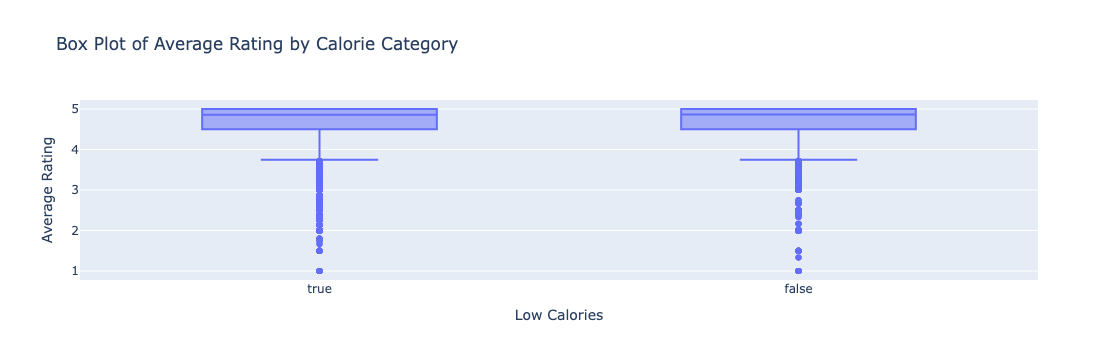 Box Plot of Average Rating by Calorie Category
Average Rating
5
4
3
2
1
true
false
Low Calories